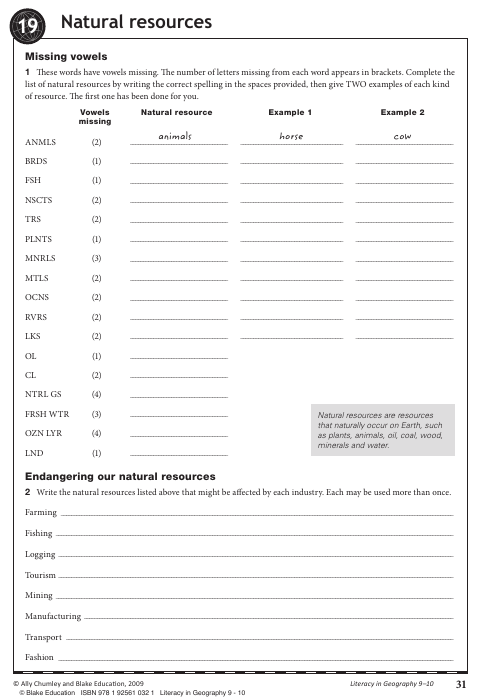 19 Natural resources
Missing vowels
1 These words have vowels missing. The number of letters missing from each word appears in brackets. Complete the
list of natural resources by writing the correct spelling in the spaces provided, then give TWO examples of each kind
of resource. The first one has been done for you.
Vowels missing Natural resource Example 1 Example 2
ANMLS (2) animals horse cow
BRDS (1)
FSH (1)
NSCTS (2)
TRS (2)
PLNTS (1)
MNRLS (3)
MTLS (2)
OCNS (2)
RVRS (2)
LKS (2)
OL (1)
CL (2)
NTRL GS (4)
FRSH WTR (3)
OZN LYR (4)
LND (1)
Natural resources are resources
that naturally occur on Earth, such
as plants, animals, oil, coal, wood,
minerals and water.
Endangering our natural resources
2 Write the natural resources listed above that might be affected by each industry. Each may be used more than once.
Farming
Fishing
Logging
Tourism
Mining
Manufacturing
Transport
Fashion
© Ally Chumley and Blake Education, 2009 Literacy in Geography 9–10 31
© Blake Education ISBN 978 1 92561 032 1 Literacy in Geography 9 - 10